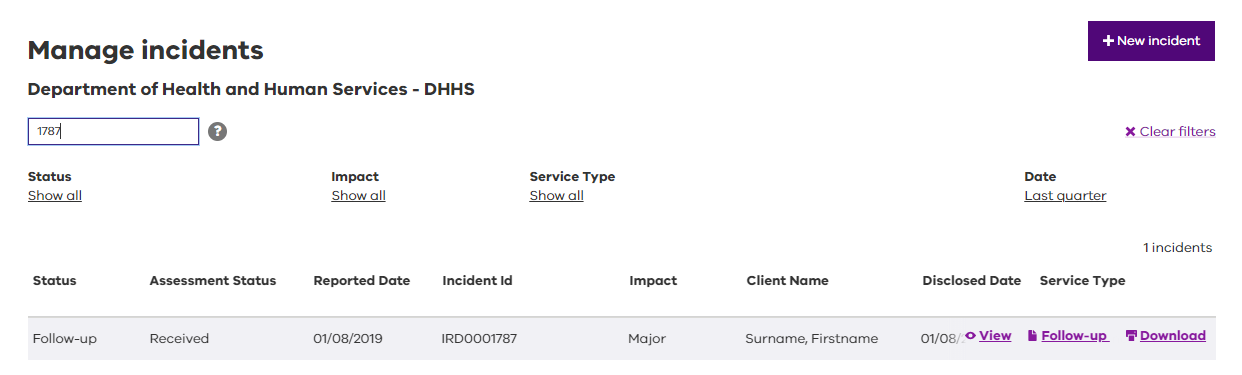 Manage incidents
+ New incident
Department of Health and Human Services - DHHS
1787
?
Clear filters
Status Impact Service Type Date
Show all Show all Show all Last quarter
1 incidents
Status Assessment Status Reported Date Incident Id Impact Client Name Disclosed Date Service Type
Follow-up Received 01/08/2019 IRD0001787 Major Surname, Firstname 01/08/ View Follow-up Download